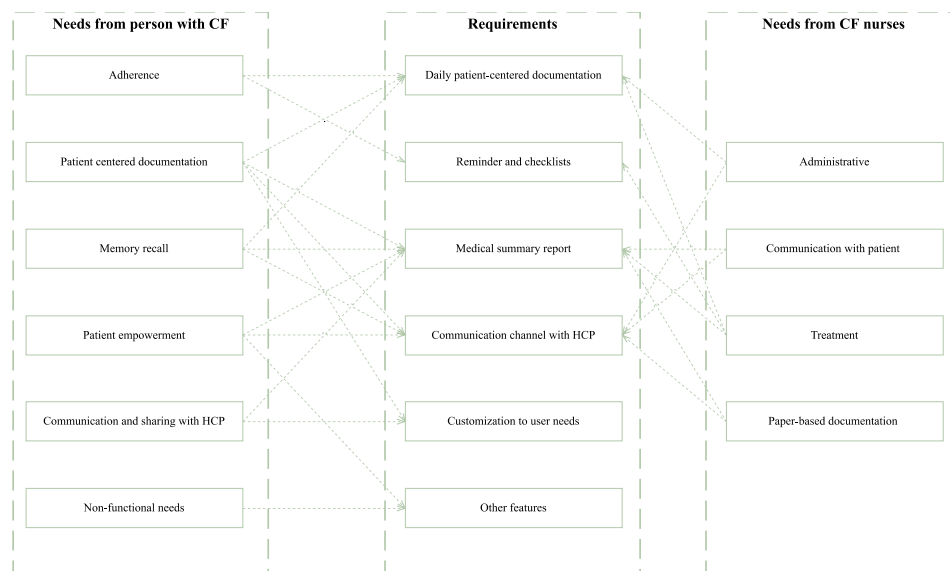 Needs from person with CF
Adherence
Patient centered documentation
Memory recall
Patient empowerment
Communication and sharing with HCP
Non-functional needs
Requirements
Daily patient-centered documentation
Reminder and checklists
Medical summary report
Communication channel with HCP
Customization to user needs
Other features
Needs from CF nurses
Administrative
Communication with patient
Treatment
Paper-based documentation